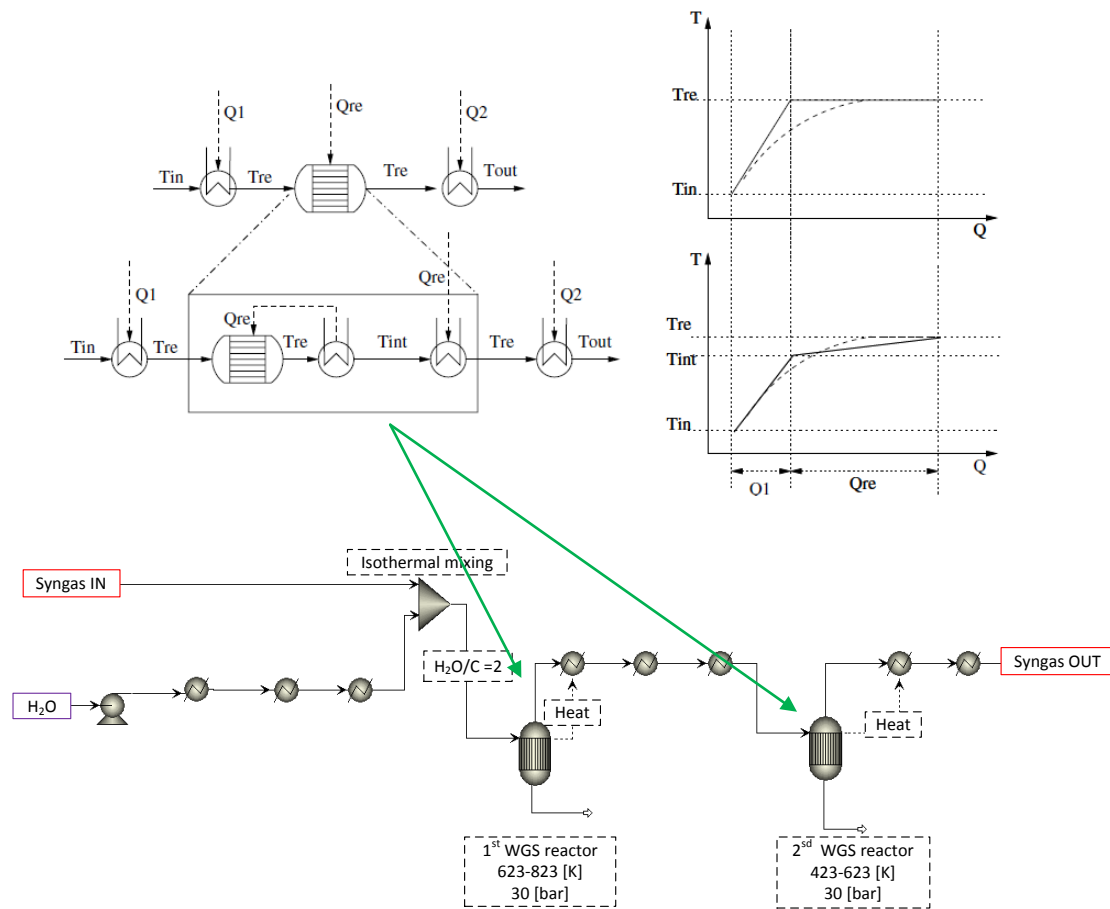 Q1
Qre
Q2
Tin
Tre
Tre
Tout
Q1
Qre
Q2
Qre
Tin
Tre
Tre
Tint
Tre
Tout
T
Tre
Tin
Q
T
Tre
Tint
Tin
Q
Q1
Qre
Isothermal mixing
Syngas IN
H₂O/C =2
H₂O
Heat
Syngas OUT
Heat
1ˢᵗ WGS reactor
623-823 [K]
30 [bar]
2ˢᵈ WGS reactor
423-623 [K]
30 [bar]